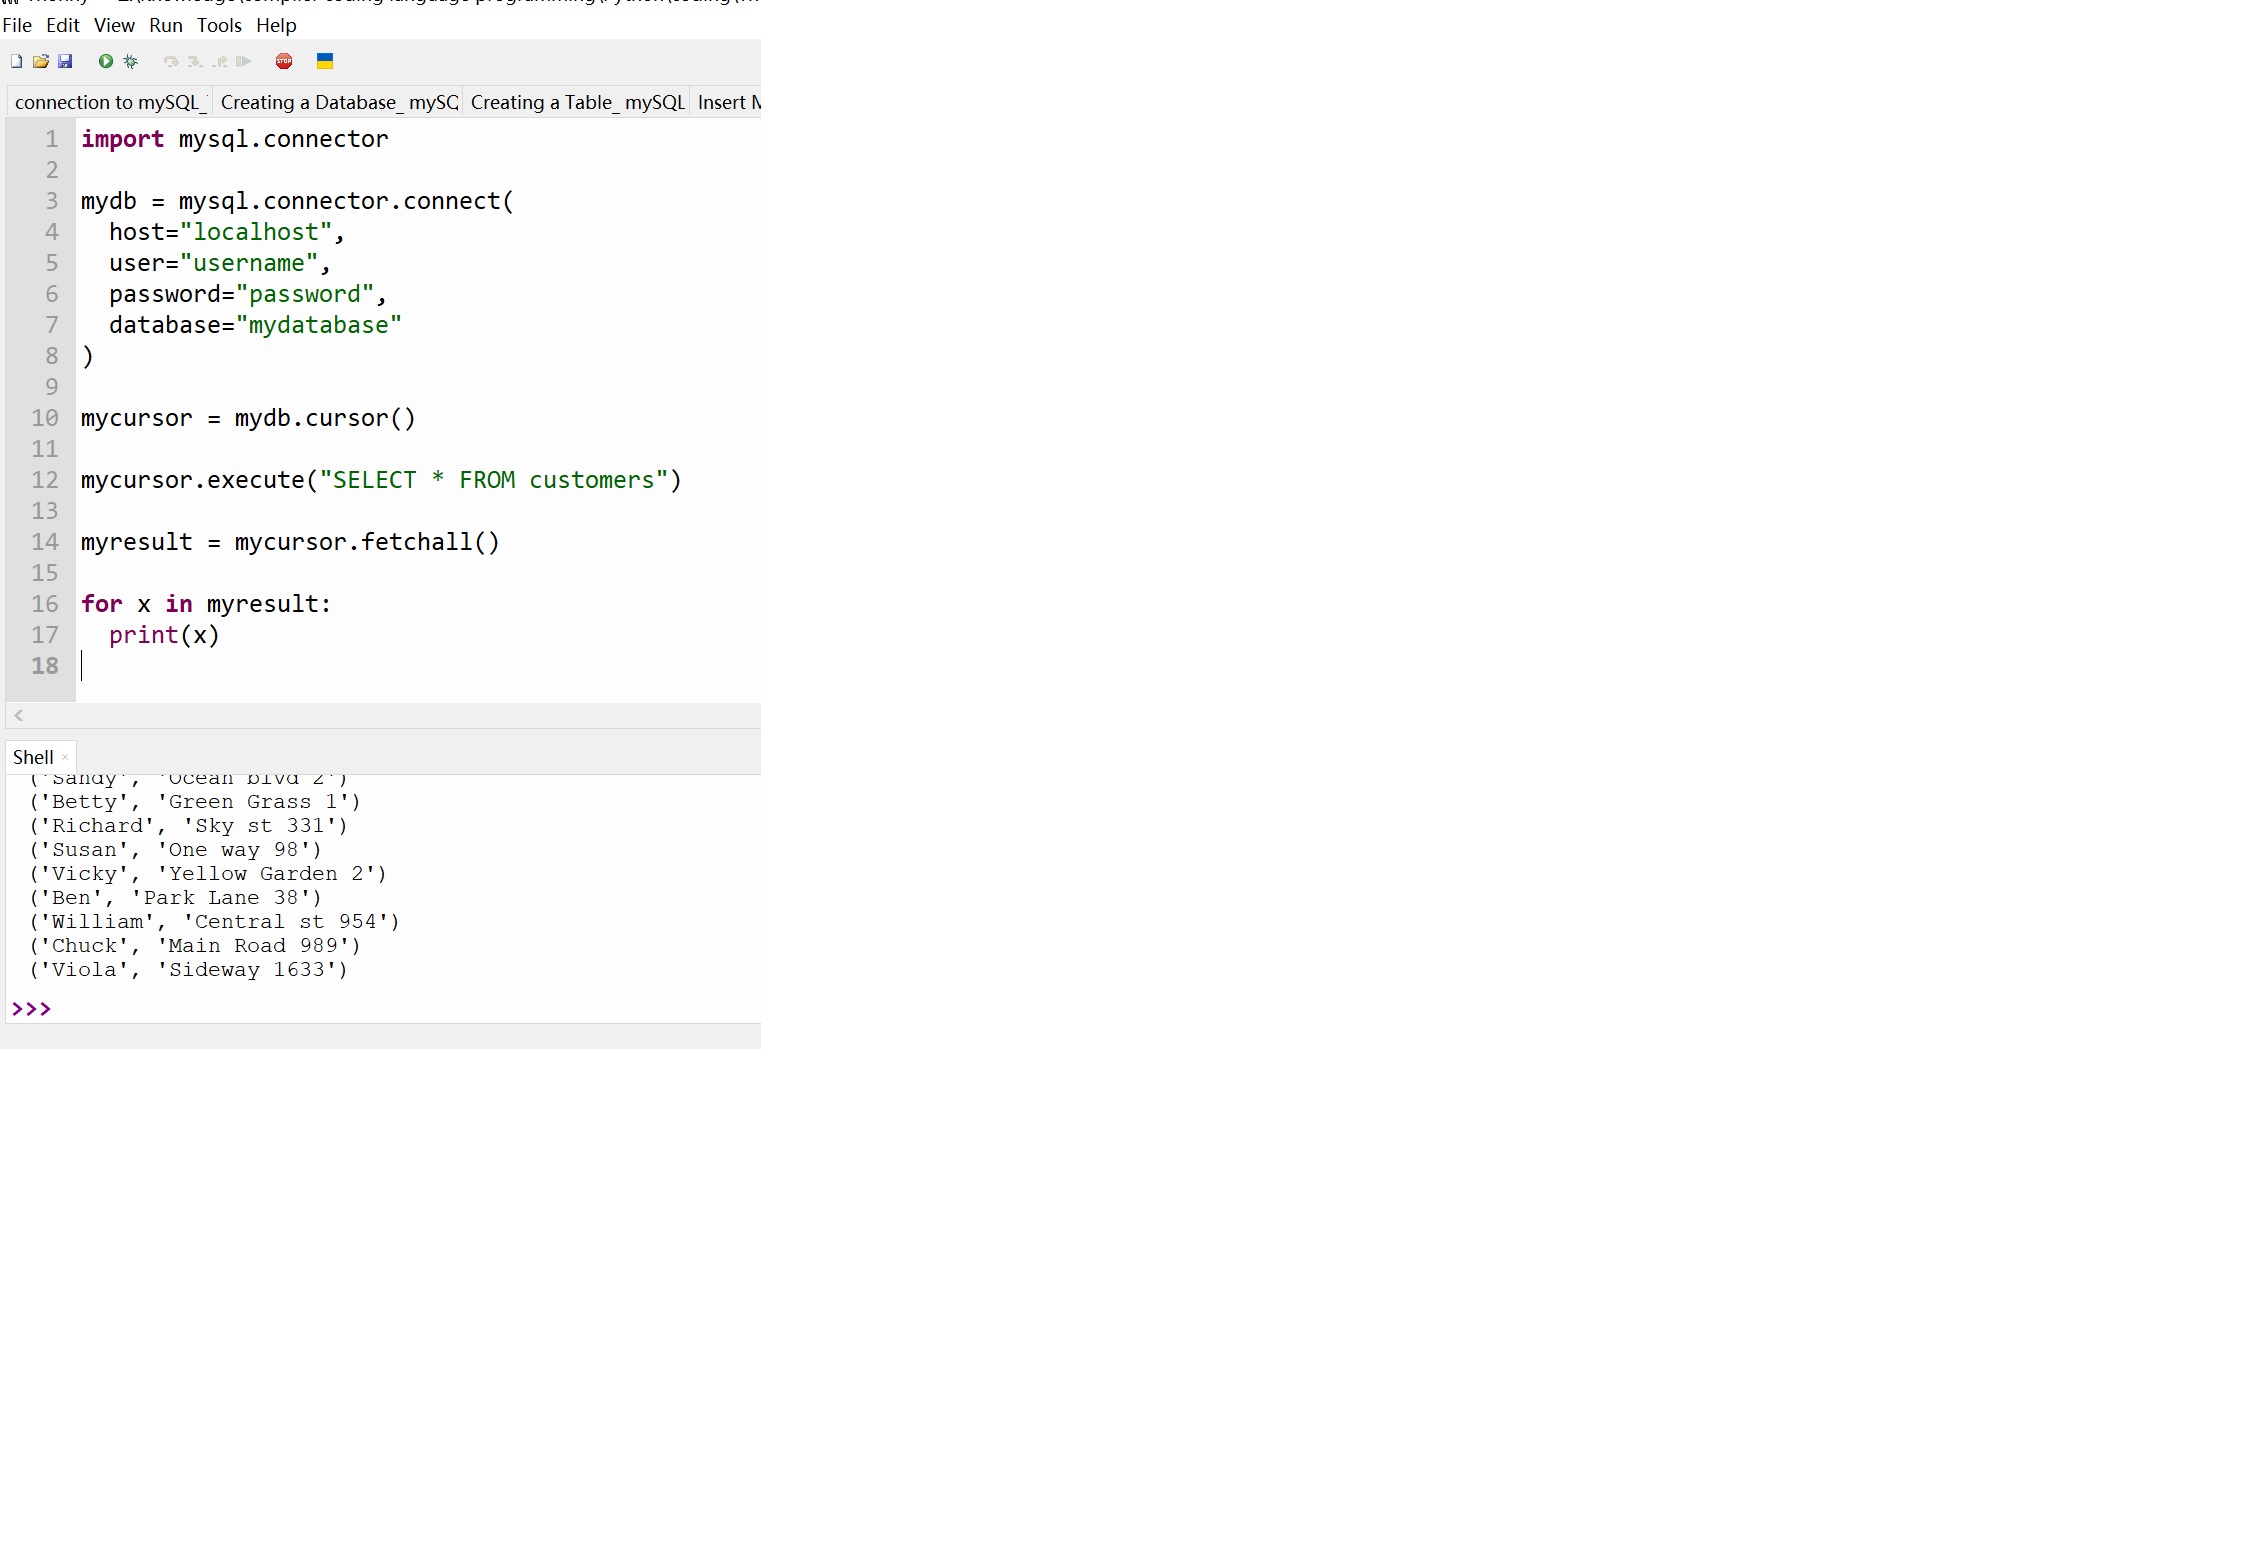 File Edit View Run Tools Help
connection to mySQL_ Creating a Database_ mySQ Creating a Table_ mySQL Insert
1 import mysql.connector
2
3 mydb = mysql.connector.connect(
4 host="localhost",
5 user="username",
6 password="password",
7 database="mydatabase"
8 )
9
10 mycursor = mydb.cursor()
11
12 mycursor.execute("SELECT * FROM customers")
13
14 myresult = mycursor.fetchall()
15
16 for x in myresult:
17 print(x)
18
Shell
('Sandy', 'Ocean blvd 2')
('Betty', 'Green Grass 1')
('Richard', 'Sky st 331')
('Susan', 'One way 98')
('Vicky', 'Yellow Garden 2')
('Ben', 'Park Lane 38')
('William', 'Central st 954')
('Chuck', 'Main Road 989')
('Viola', 'Sideway 1633')
>>>